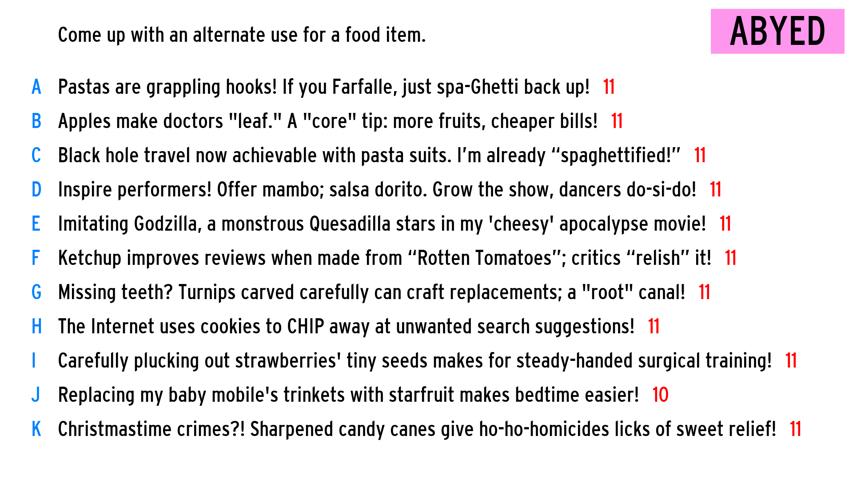 Come up with an alternate use for a food item.
ABYED
A Pastas are grappling hooks! If you Farfalle, just spa-Ghetti back up! 11
B Apples make doctors "leaf." A "core" tip: more fruits, cheaper bills! 11
C Black hole travel now achievable with pasta suits. I’m already “spaghettified!” 11
D Inspire performers! Offer mambo; salsa dorito. Grow the show, dancers do-si-do! 11
E Imitating Godzilla, a monstrous Quesadilla stars in my 'cheesy' apocalypse movie! 11
F Ketchup improves reviews when made from “Rotten Tomatoes”; critics “relish” it! 11
G Missing teeth? Turnips carved carefully can craft replacements; a "root" canal! 11
H The Internet uses cookies to CHIP away at unwanted search suggestions! 11
I Carefully plucking out strawberries' tiny seeds makes for steady-handed surgical training! 11
J Replacing my baby mobile's trinkets with starfruit makes bedtime easier! 10
K Christmastime crimes?! Sharpened candy canes give ho-ho-homicides licks of sweet relief! 11